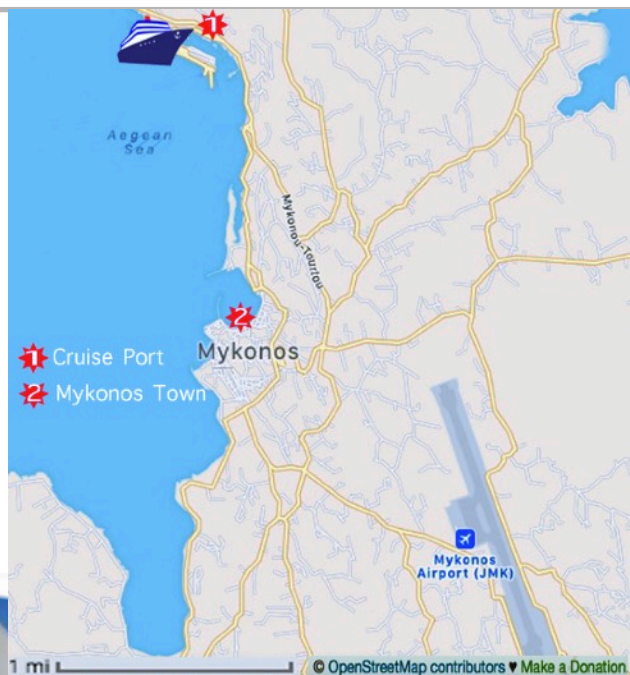 1
Aegean
Sea
Mykonou-Tourlou
2
Mykonos
1 Cruise Port
2 Mykonos Town
Mykonos
Airport (JMK)
1 mi
© OpenStreetMap contributors ♥ Make a Donation.